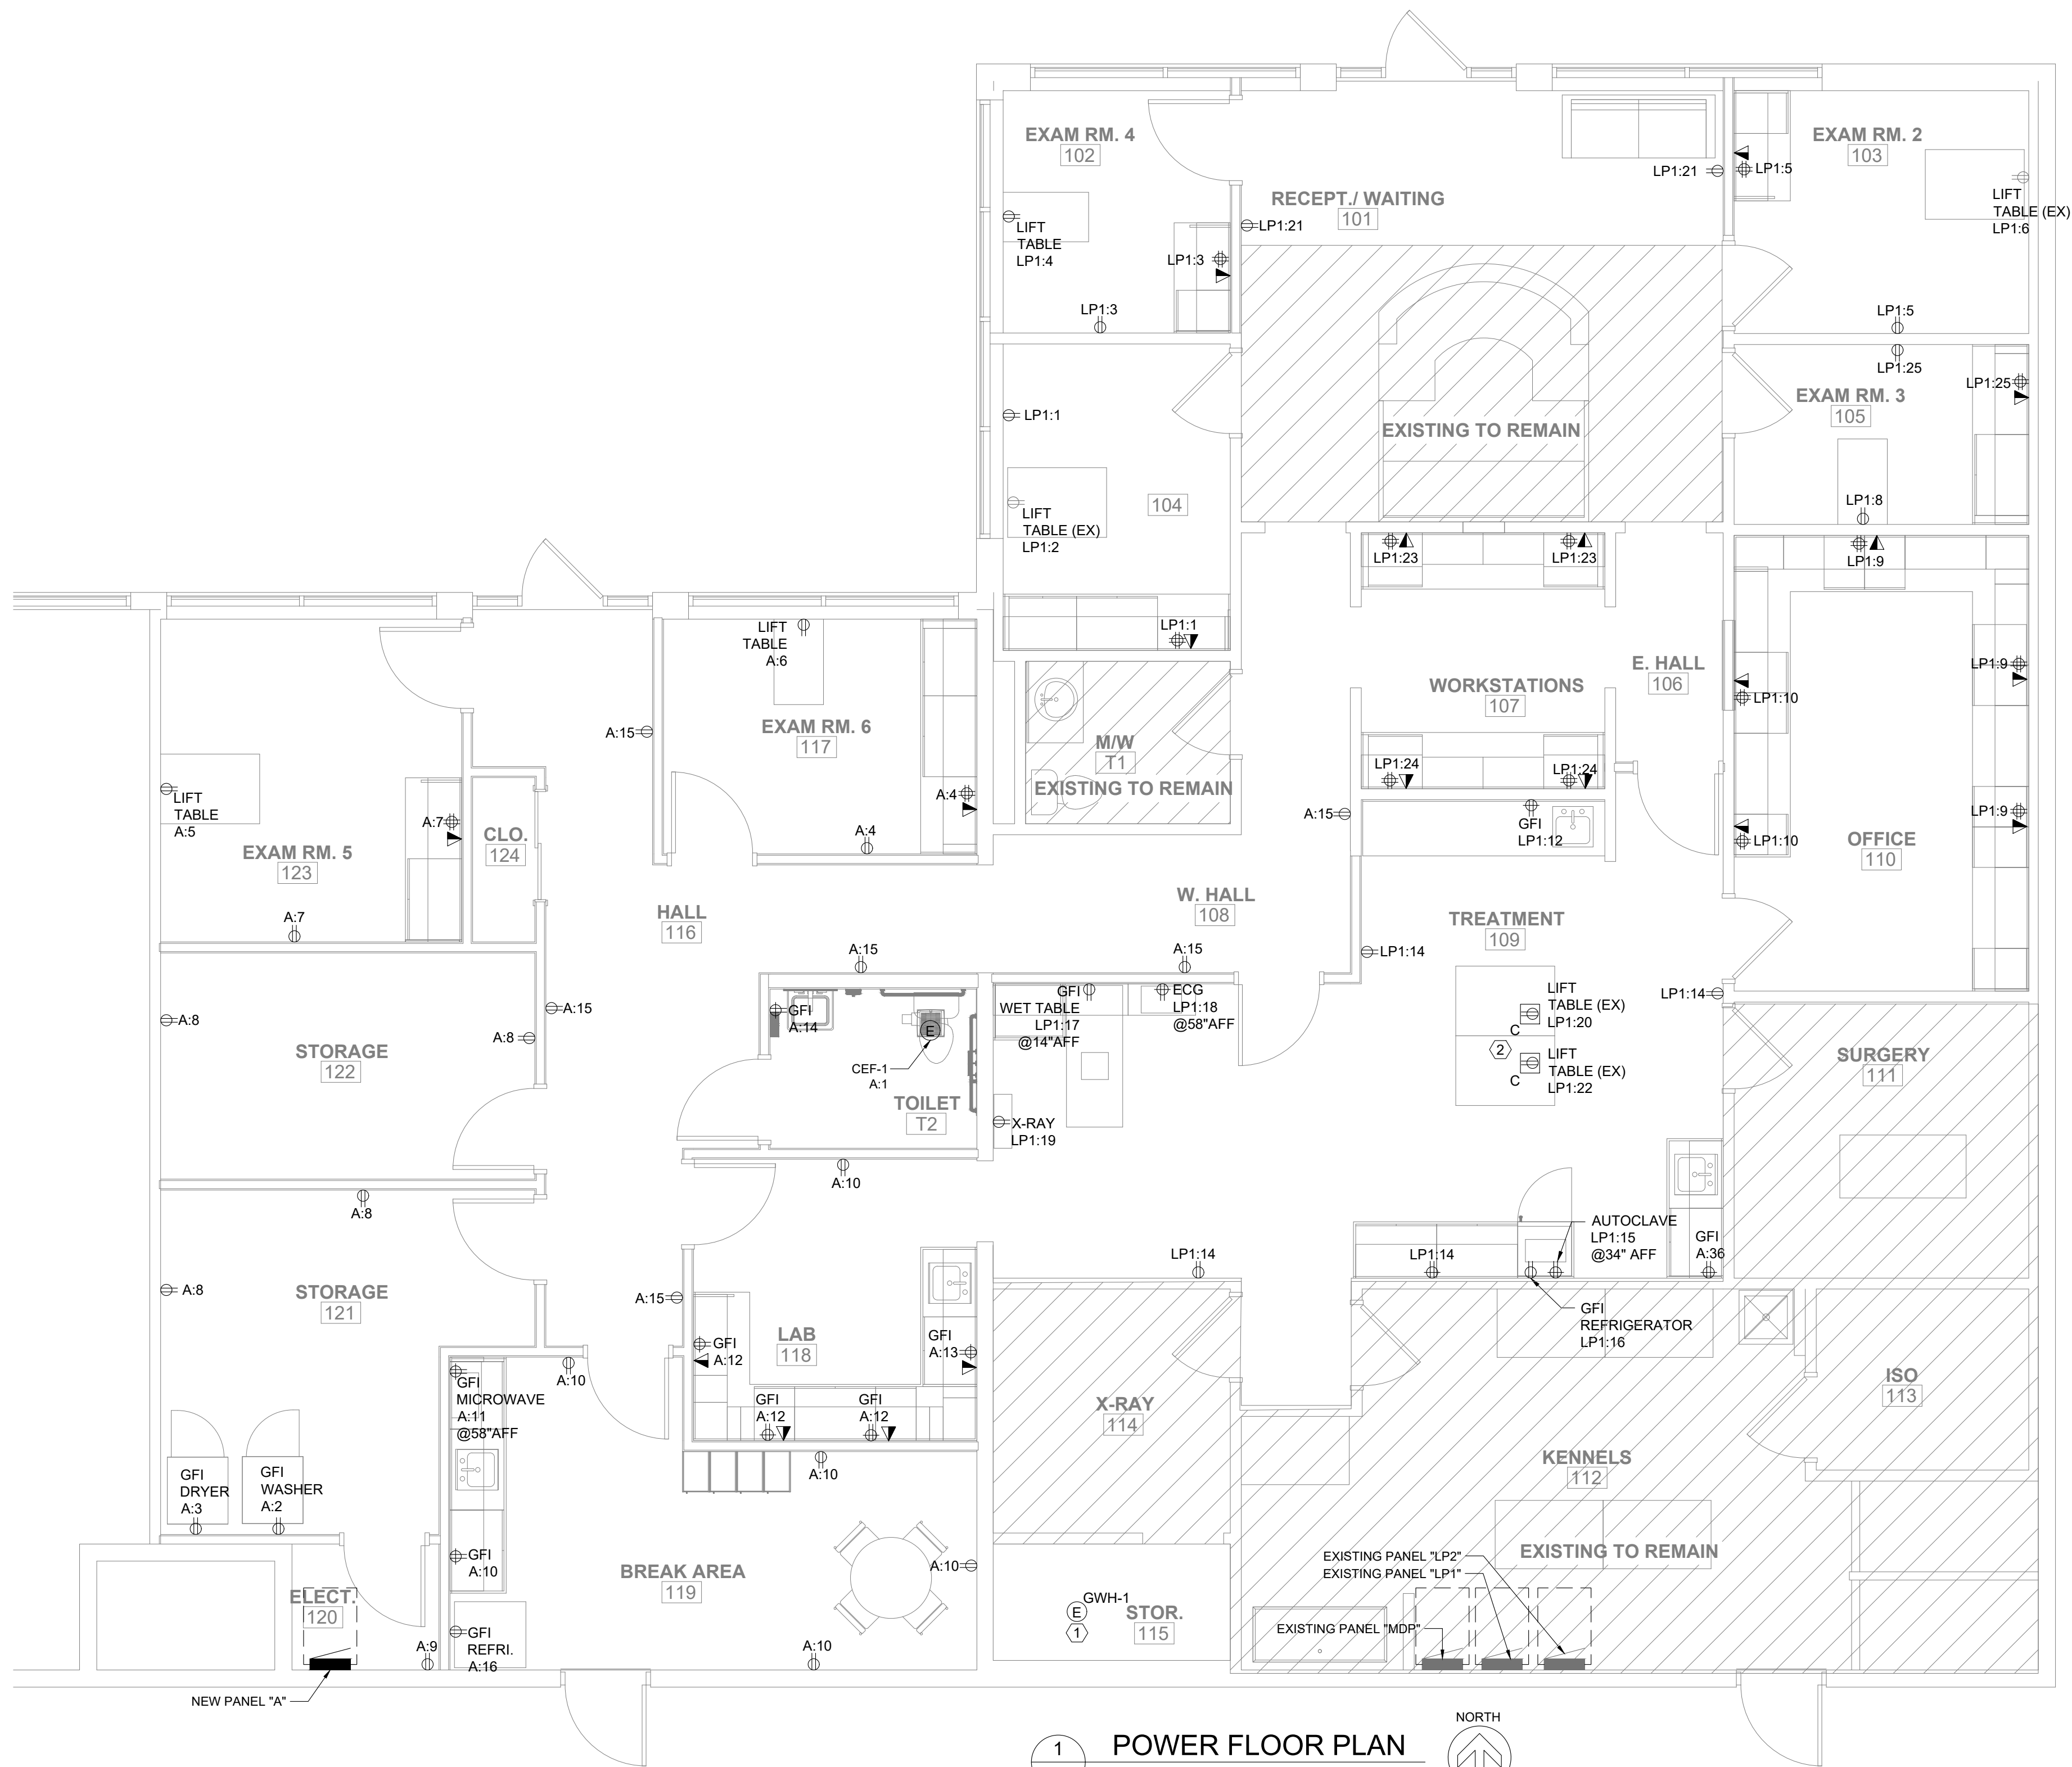 EXAM RM. 4
102
LIFT
TABLE
LP1:4
LP1:3
LP1:3
RECEPT./ WAITING
101
LP1:21
LP1:21
EXAM RM. 2
103
LP1:5
LIFT
TABLE (EX)
LP1:6
LP1:5
LP1:25
LP1:25
EXAM RM. 3
105
LP1:8
EXISTING TO REMAIN
LP1:1
104
LIFT
TABLE (EX)
LP1:2
LP1:1
LP1:23
LP1:23
LP1:9
LP1:9
LP1:9
LP1:10
LP1:10
OFFICE
110
E. HALL
106
WORKSTATIONS
107
LP1:24
LP1:24
GFI
LP1:12
M/W
T1
EXISTING TO REMAIN
A:15
LIFT
TABLE
A:6
EXAM RM. 6
117
A:4
A:4
A:15
LIFT
TABLE
A:5
EXAM RM. 5
123
A:7
A:7
CLO.
124
HALL
116
W. HALL
108
A:15
A:15
TREATMENT
109
LP1:14
LP1:14
LIFT
TABLE (EX)
LP1:20
C
2
LIFT
TABLE (EX)
LP1:22
C
SURGERY
111
A:8
STORAGE
122
A:8
A:15
GFI
A:14
E
CEF-1
A:1
TOILET
T2
GFI
WET TABLE
LP1:17
@14"AFF
ECG
LP1:18
@58"AFF
X-RAY
LP1:19
A:10
A:8
A:8
STORAGE
121
A:15
LAB
118
GFI
A:12
GFI
A:13
GFI
A:12
GFI
A:12
LP1:14
LP1:14
AUTOCLAVE
LP1:15
@34" AFF
GFI
A:36
GFI
REFRIGERATOR
LP1:16
GFI
MICROWAVE
A:11
@58"AFF
A:10
A:10
X-RAY
114
ISO
113
KENNELS
112
EXISTING TO REMAIN
GFI
DRYER
A:3
GFI
WASHER
A:2
GFI
A:10
BREAK AREA
119
A:10
ELECT.
120
A:9
GFI
REFRI.
A:16
A:10
GWH-1
E
1
STOR.
115
EXISTING PANEL "LP2"
EXISTING PANEL "LP1"
EXISTING PANEL "MDP"
NEW PANEL "A"
1
POWER FLOOR PLAN
NORTH